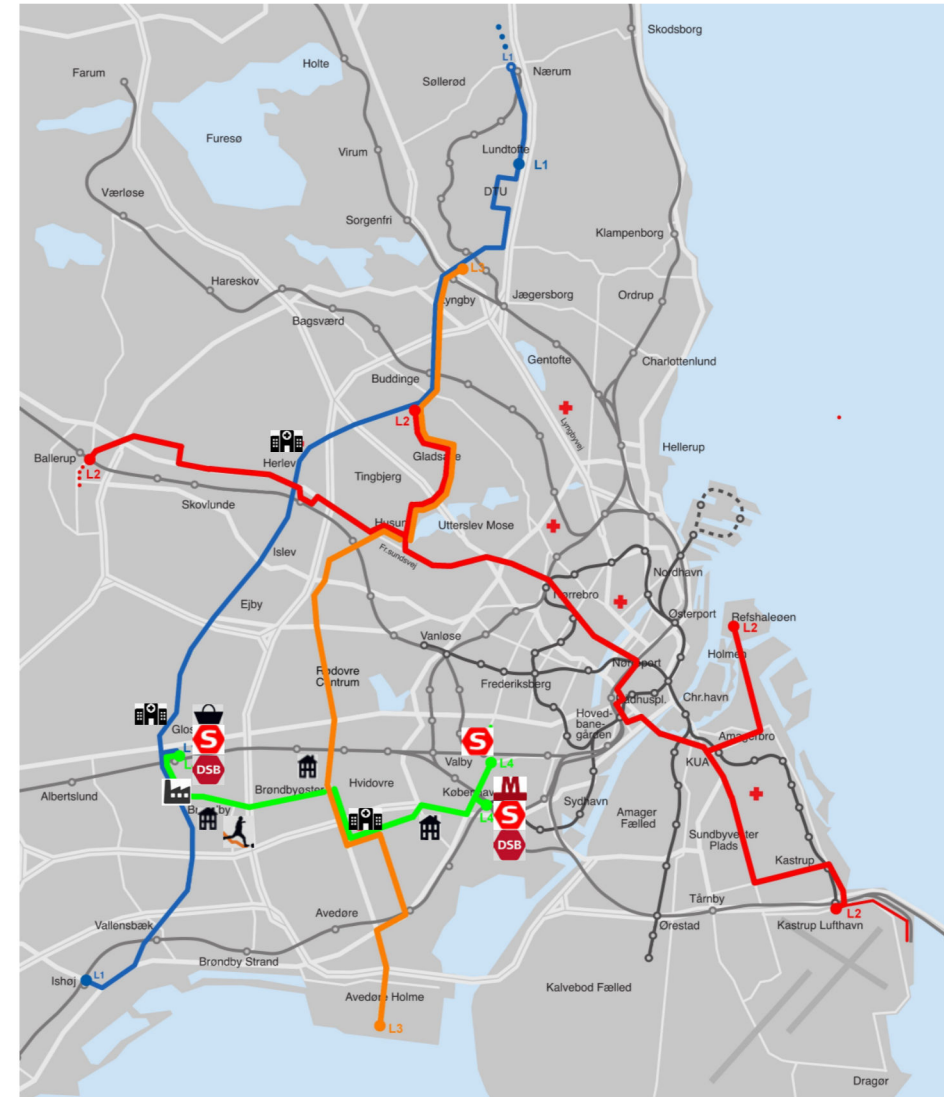 Skodsborg
Holte
L1
Farum
Nærum
Søllerød
Furesø
Lundtofte
Virum
L1
DTU
Værløse
Sorgenfri
Klampenborg
L3
Hareskov
Lyngby
Jægersborg
Ordrup
Bagsværd
Gentofte
Charlottenlund
Buddinge
L2
Lyngbyvej
Hellerup
Ballerup
Herlev
Gladsaxe
L2
Tingbjerg
Skovlunde
Husum
Utterslev Mose
Fr.sundsvej
Islev
Nordhavn
Nørrebro
Ejby
Østerport
Refshaleøen
L2
Vanløse
Holmen
Rødovre
Centrum
Frederiksberg
Nørreport
Rådhuspl.
Chr.havn
Hoved-
bane-
gården
Amagerbro
S
S
Valby
L4
KUA
DSB
Albertslund
Brøndbyøster
Hvidovre
M
L4
S
Sydhavn
Amager
Fælled
DSB
Sundbyvester
Plads
Kastrup
Tårnby
Avedøre
L2
Vallensbæk
Ørestad
Kastrup Lufthavn
Brøndby Strand
Ishøj
L1
Kalvebod Fælled
Avedøre Holme
L3
Dragør